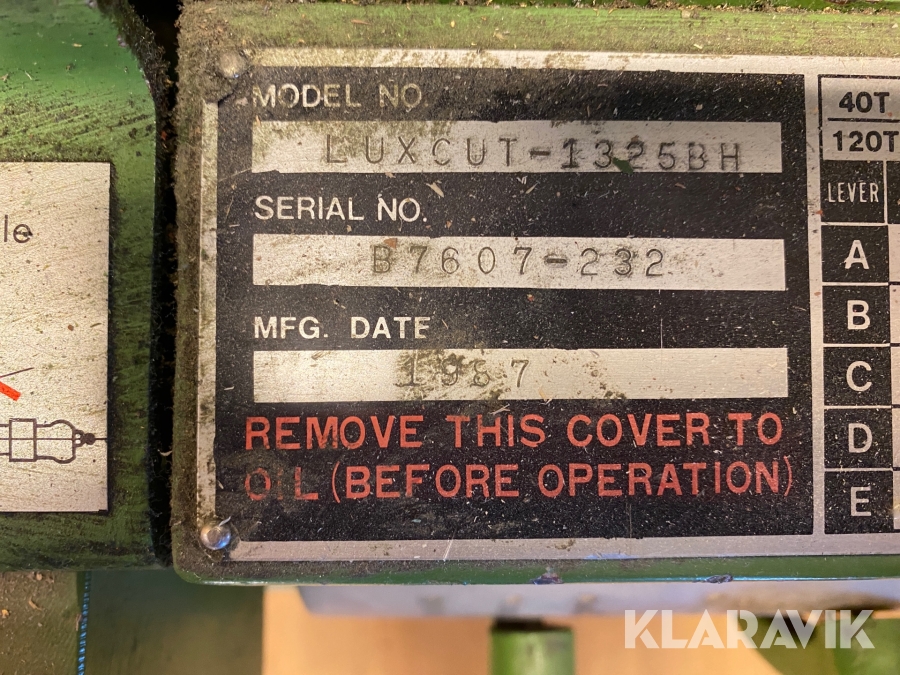 MODEL NO.
LUXCUT-1325BH
SERIAL NO.
B7607-232
MFG. DATE
1987
REMOVE THIS COVER TO
OIL (BEFORE OPERATION)
le
40T
120T
LEVER
A
B
C
D
E
KLARAVIK